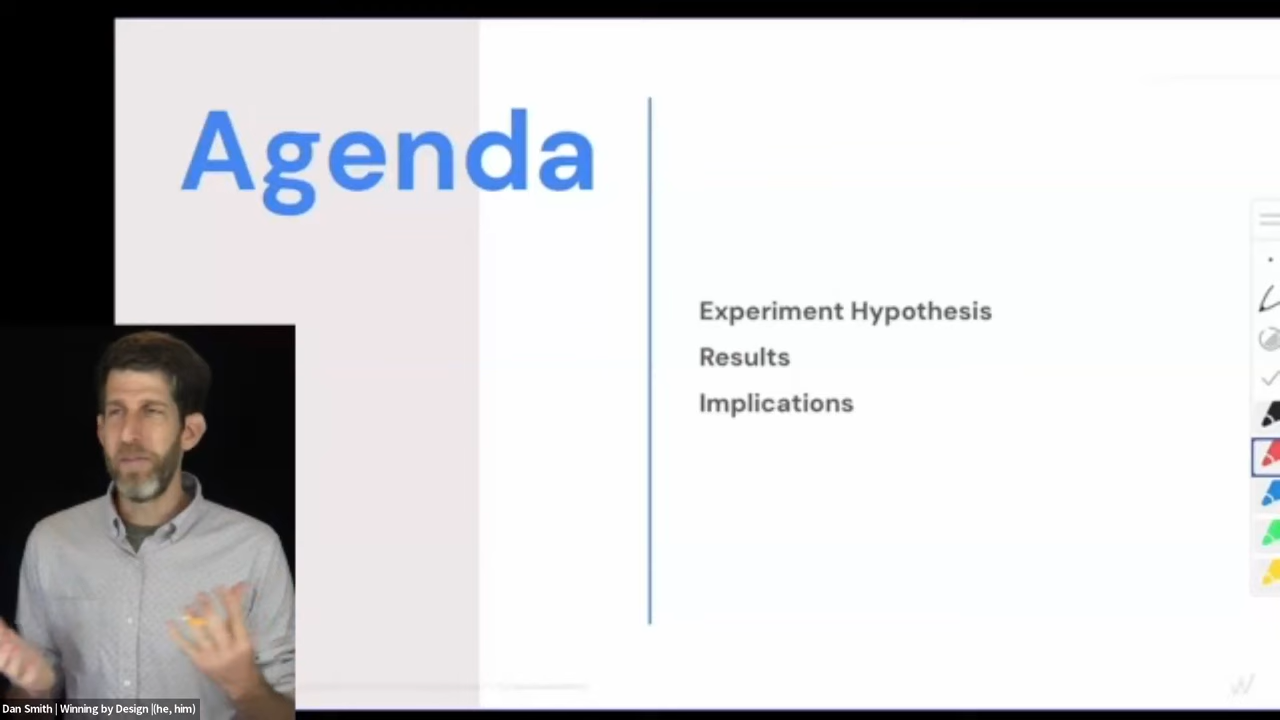 Agenda
Experiment Hypothesis
Results
Implications
Dan Smith | Winning by Design |(he, him)